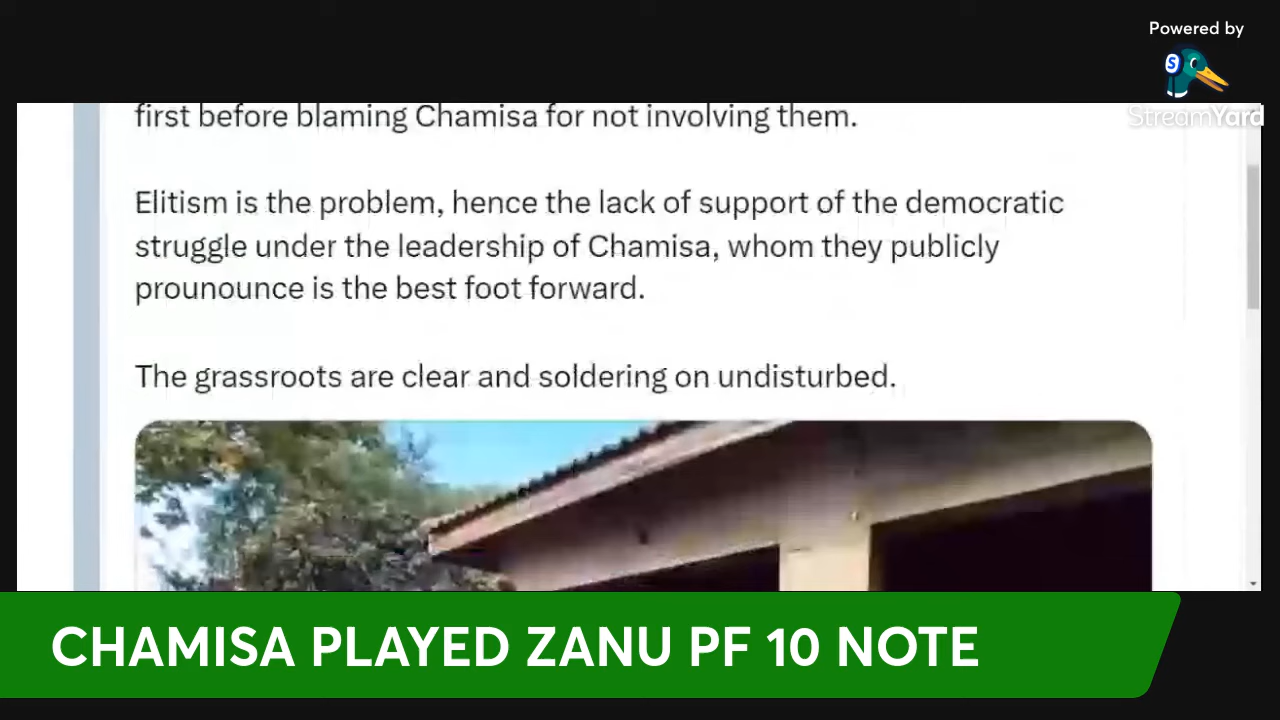 Powered by
S
StreamYard
first before blaming Chamisa for not involving them.
Elitism is the problem, hence the lack of support of the democratic
struggle under the leadership of Chamisa, whom they publicly
prounounce is the best foot forward.
The grassroots are clear and soldering on undisturbed.
CHAMISA PLAYED ZANU PF 10 NOTE